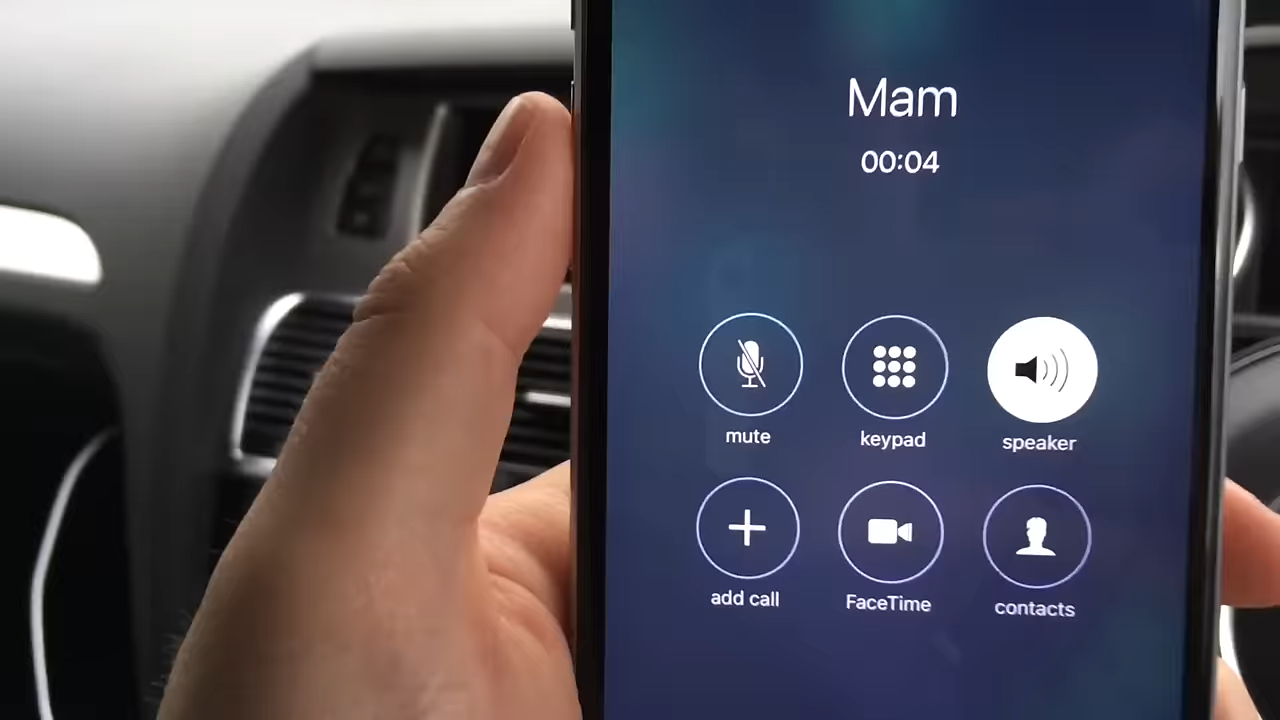 Mam
00:04
mute
keypad
speaker
add call
FaceTime
contacts